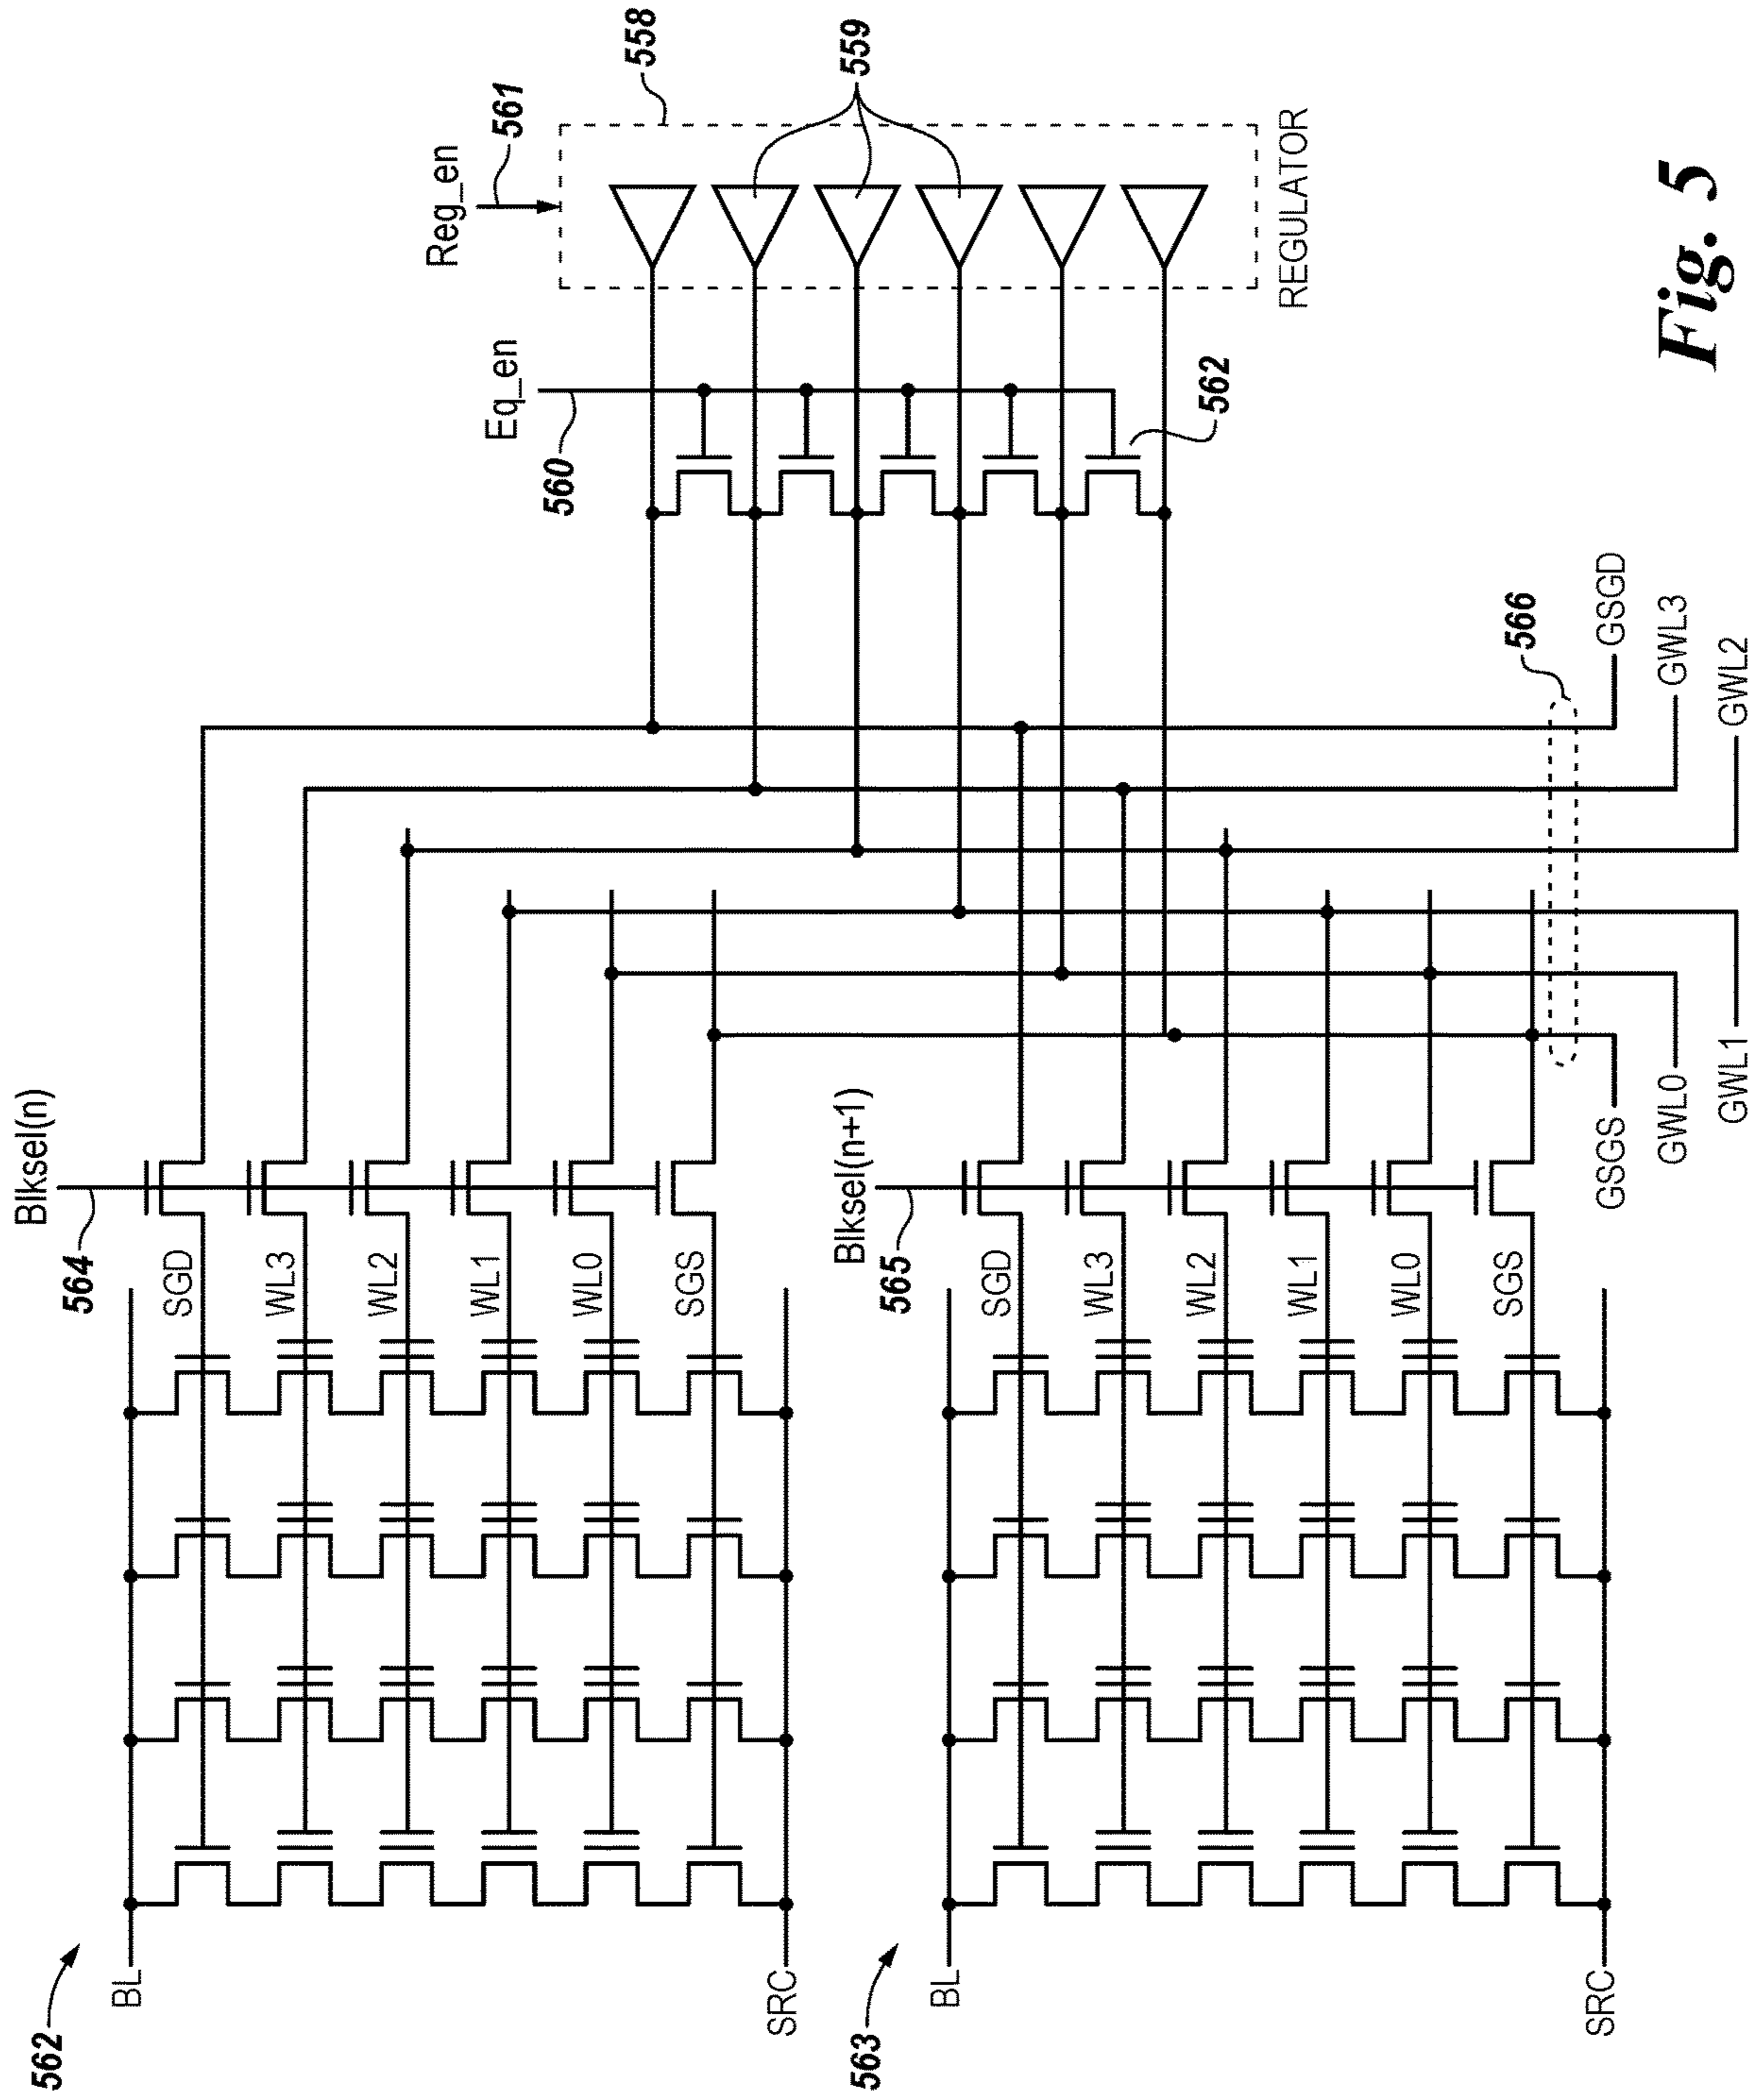 562
BL
SRC
564
Blksel(n)
SGD
WL3
WL2
WL1
WL0
SGS
563
BL
SRC
565
Blksel(n+1)
SGD
WL3
WL2
WL1
WL0
SGS
560
Eq_en
562
Reg_en
561
558
559
REGULATOR
566
GSGS
GWL0
GWL1
GSGD
GWL3
GWL2
Fig. 5